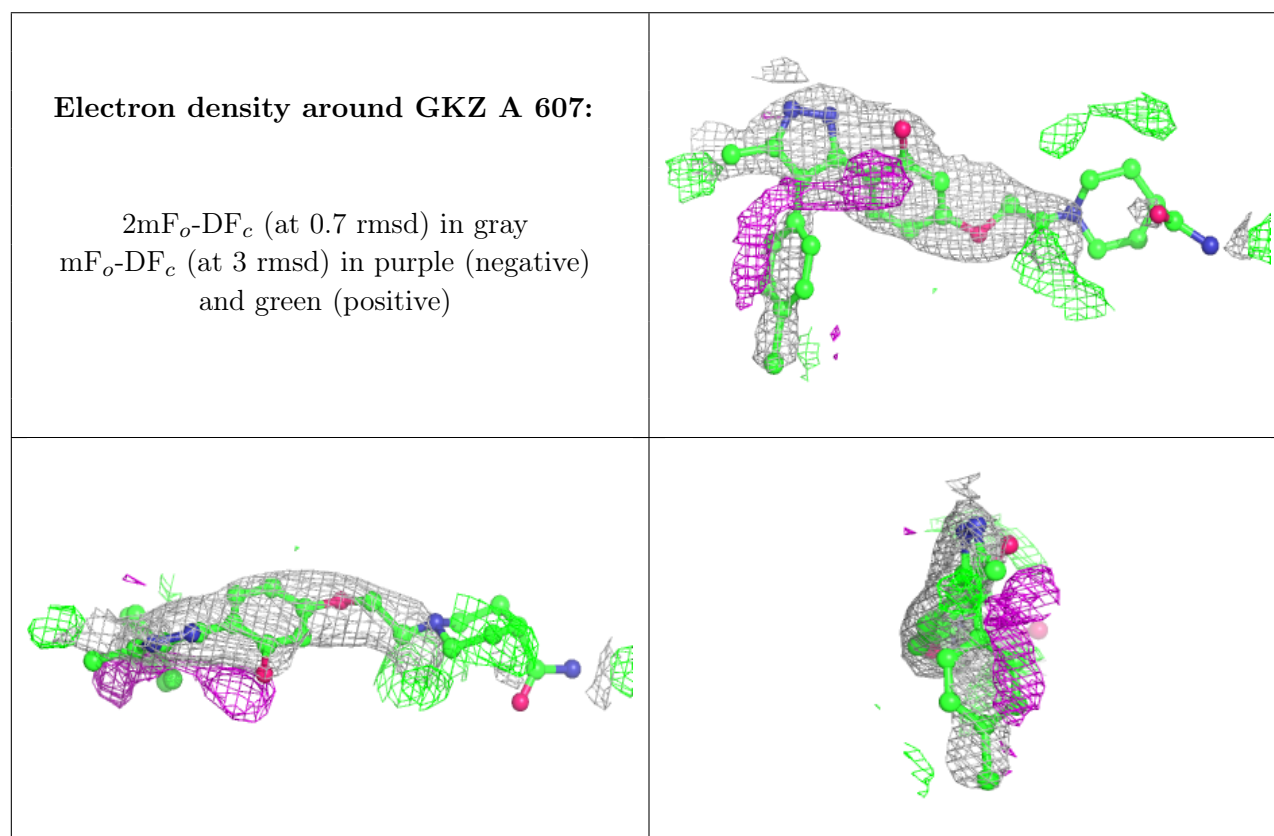 Electron density around GKZ A 607:
2mFo-DFc (at 0.7 rmsd) in gray
mFo-DFc (at 3 rmsd) in purple (negative)
and green (positive)